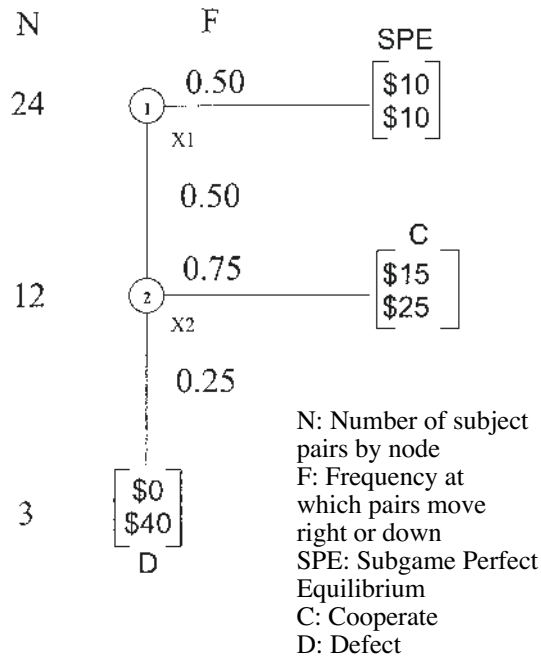 N F
SPE
24 1 0.50 $10
$10
X1
0.50
C
12 2 0.75 $15
$25
X2
0.25
N: Number of subject
pairs by node
F: Frequency at
which pairs move
right or down
SPE: Subgame Perfect
Equilibrium
C: Cooperate
D: Defect
3 $0
$40
D